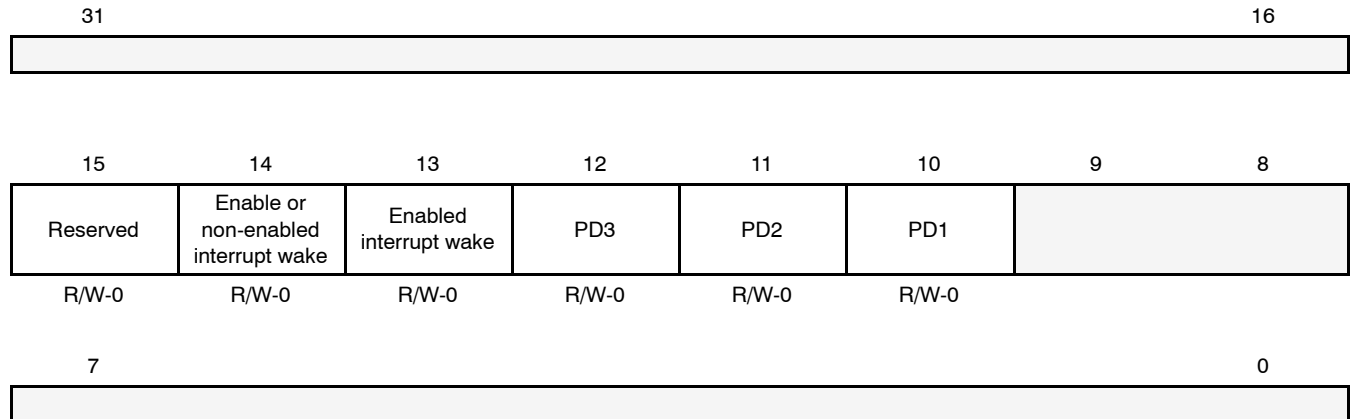 31 16
15 14 13 12 11 10 9 8
Reserved
Enable or
non-enabled
interrupt wake
Enabled
interrupt wake
PD3
PD2
PD1
R/W-0 R/W-0 R/W-0 R/W-0 R/W-0 R/W-0
7 0